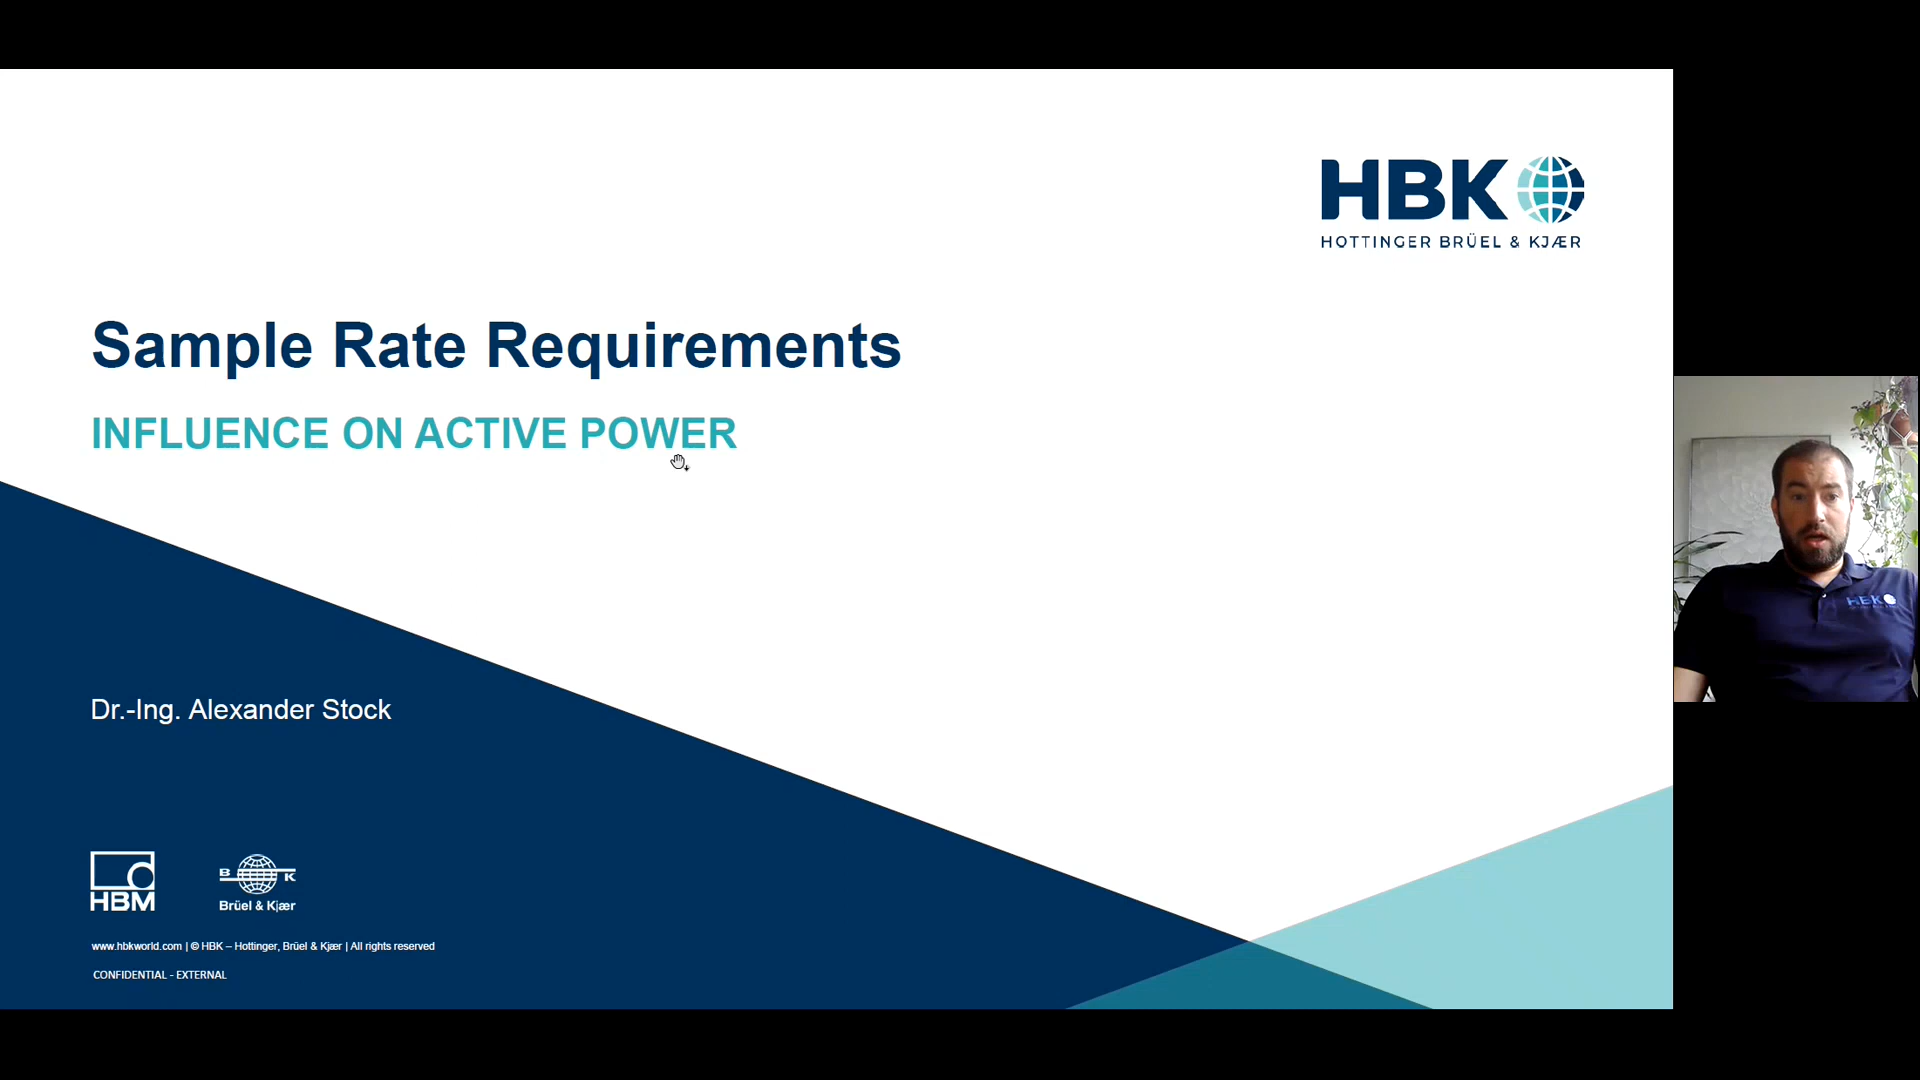 HBK
HOTTINGER BRÜEL & KJÆR
Sample Rate Requirements
INFLUENCE ON ACTIVE POWER
HBK
Dr.-Ing. Alexander Stock
HBM
B K
Brüel & Kjær
www.hbkworld.com | © HBK – Hottinger, Brüel & Kjær | All rights reserved
CONFIDENTIAL - EXTERNAL